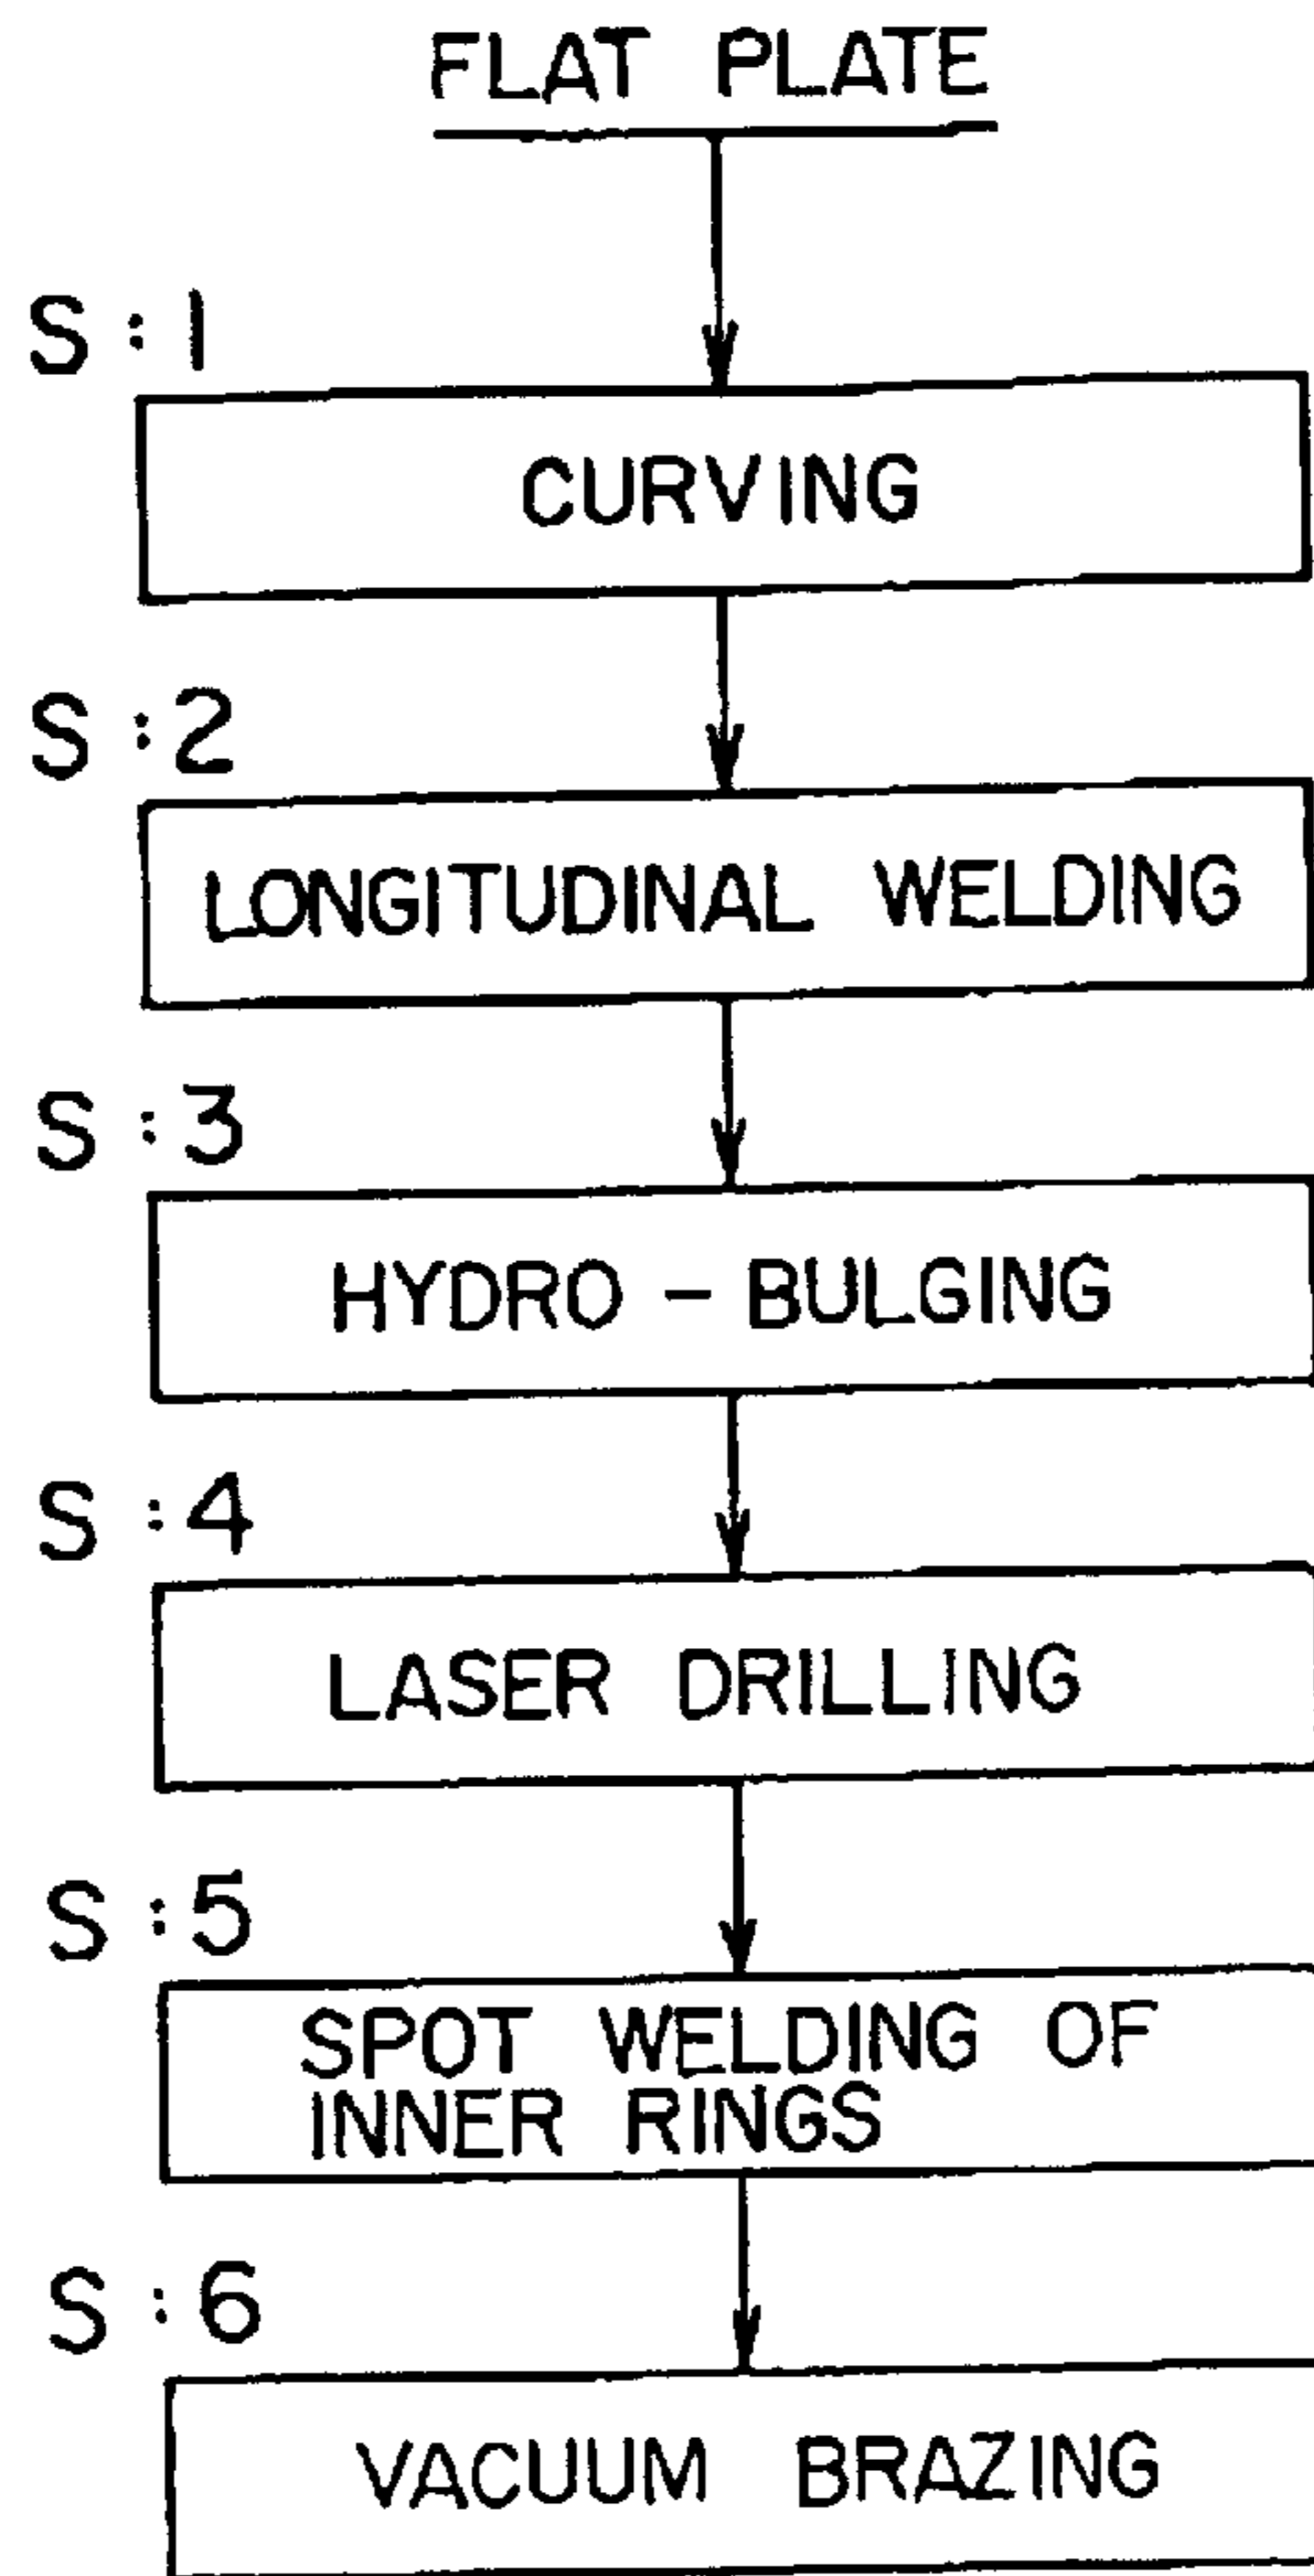 FLAT PLATE
S:1
CURVING
S:2
LONGITUDINAL WELDING
S:3
HYDRO - BULGING
S:4
LASER DRILLING
S:5
SPOT WELDING OF
INNER RINGS
S:6
VACUUM BRAZING